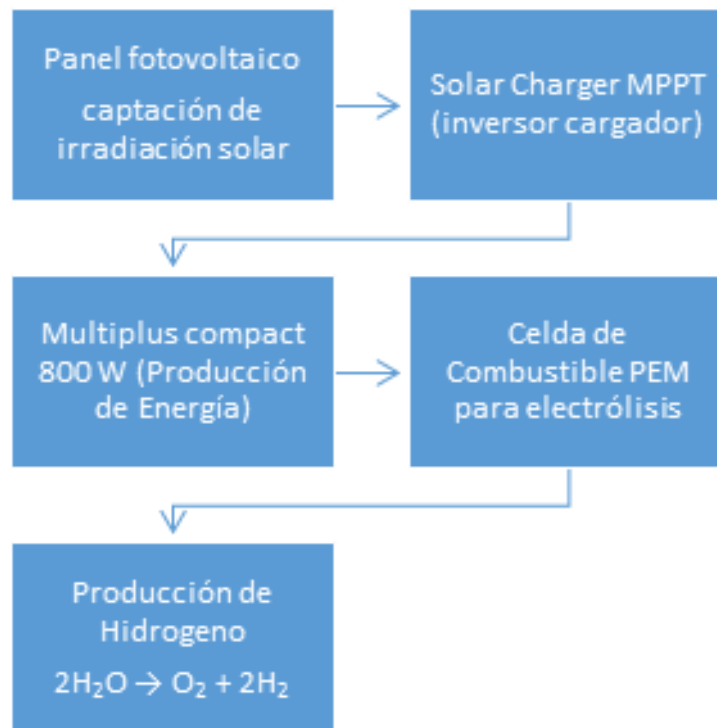 Panel fotovoltaico
captación de
irradiación solar
Solar Charger MPPT
(inversor cargador)
Multiplus compact
800 W (Producción
de Energía)
Celda de
Combustible PEM
para electrólisis
Producción de
Hidrogeno
2H₂O → O₂ + 2H₂